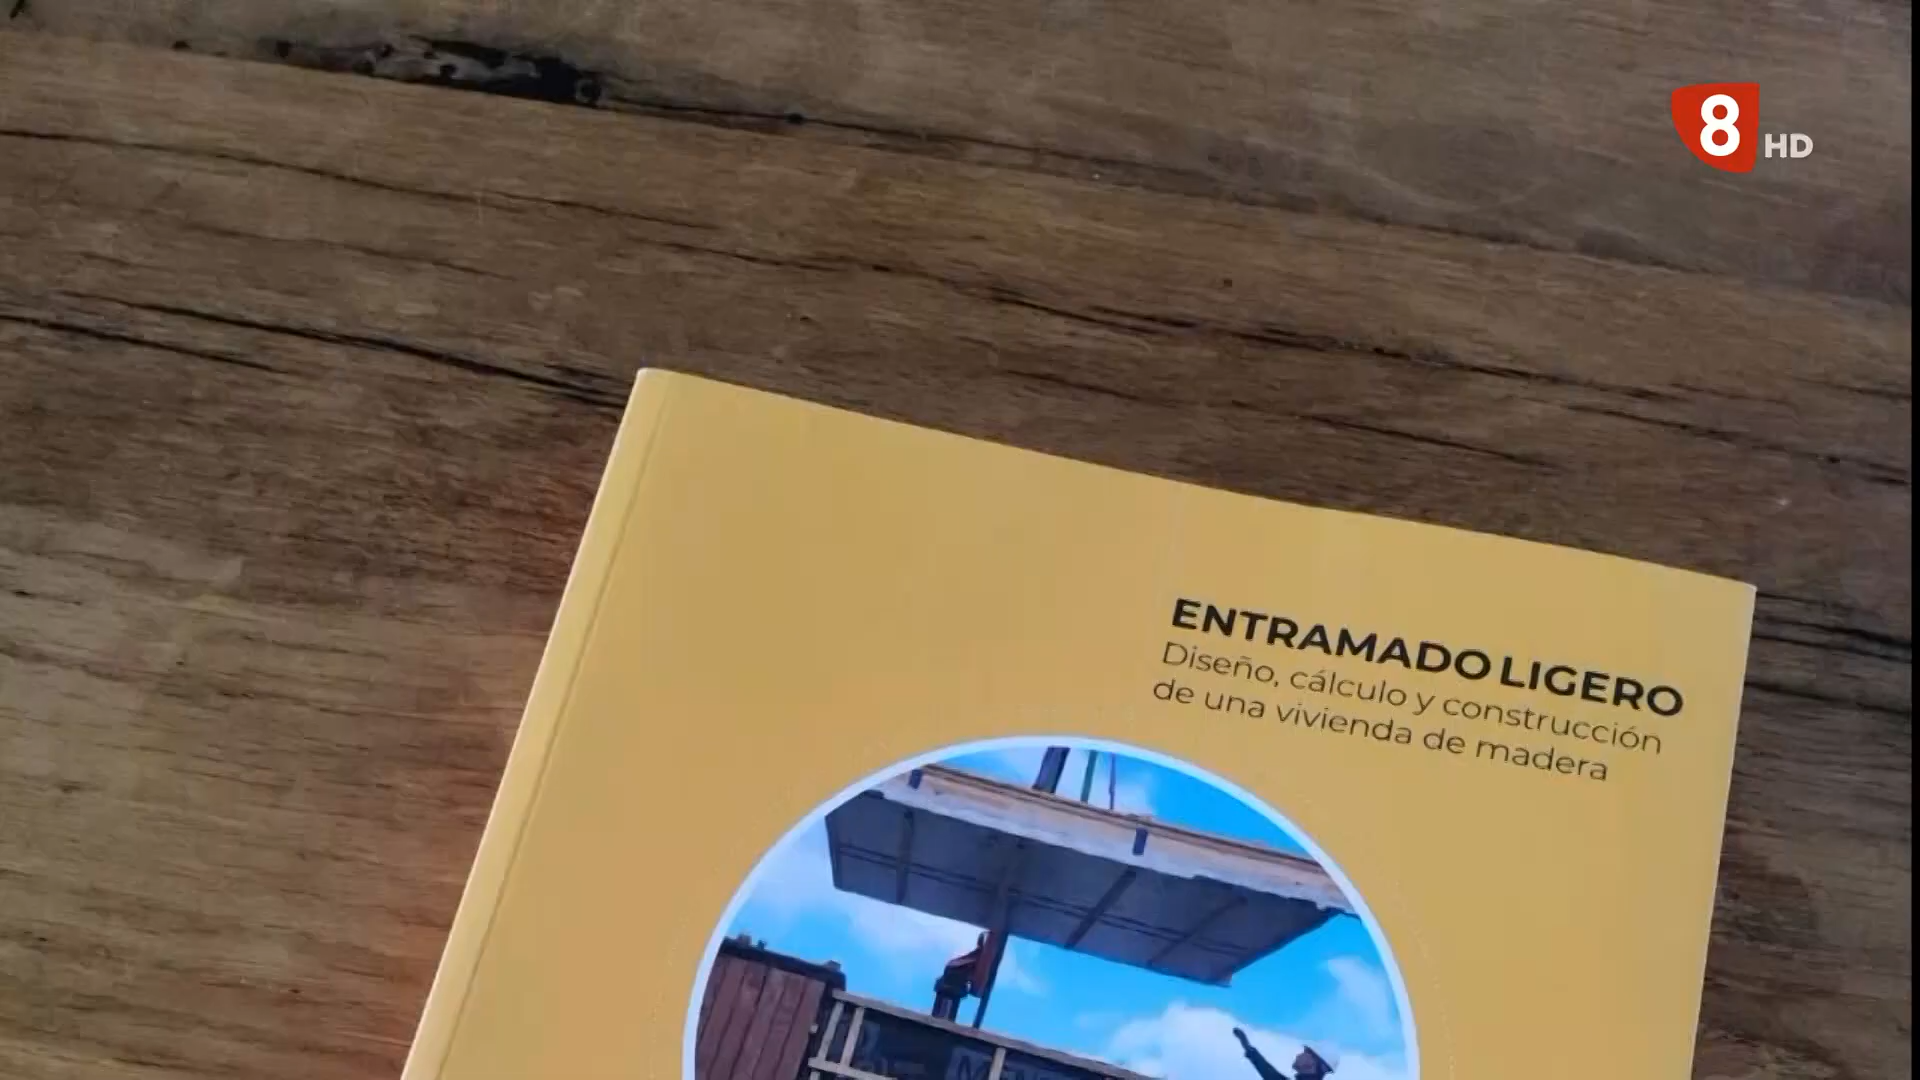 8 HD
ENTRAMADO LIGERO
Diseño, cálculo y construcción
de una vivienda de madera